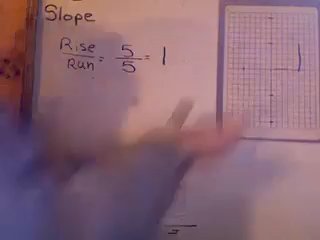 Slope
Rise/Run = 5/5 = 1